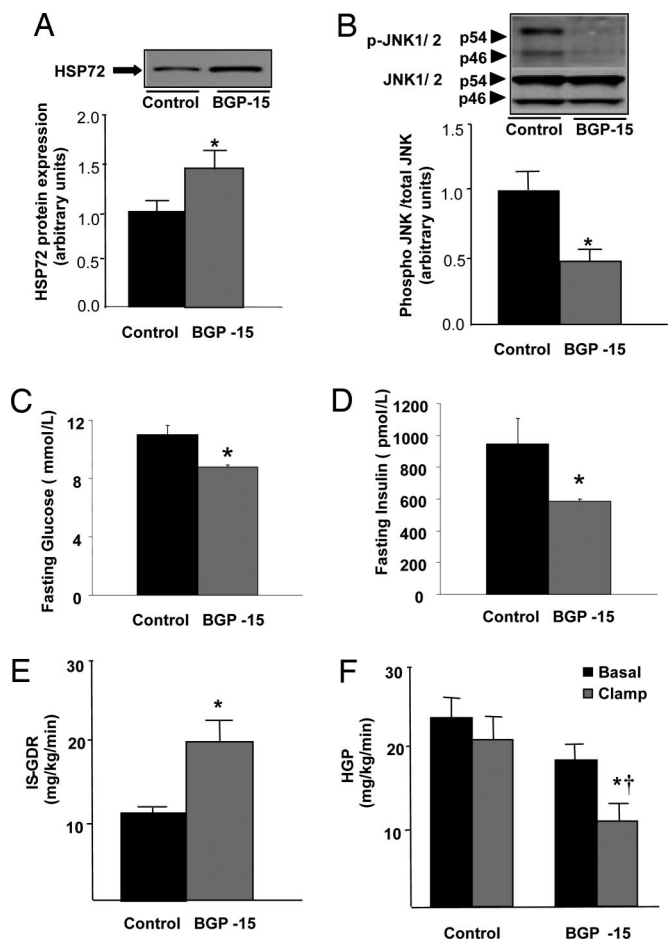 A
HSP72
Control BGP-15
HSP72 protein expression
(arbitrary units)
2.0
1.5
1.0
0.5
0.0
*
Control BGP -15
B
p-JNK1/ 2
p54
p46
JNK1/ 2
p54
p46
Control BGP-15
Phospho JNK /total JNK
(arbitrary units)
1.5
1.0
0.5
0.0
*
Control BGP -15
C
Fasting Glucose ( mmol/L)
12
8
4
0
*
Control BGP -15
D
Fasting Insulin ( pmol/L)
1200
1000
800
600
400
200
0
*
Control BGP -15
E
IS-GDR
(mg/kg/min)
30
20
10
*
Control BGP -15
F
HGP
(mg/kg/min)
30
20
10
Basal
Clamp
*†
Control BGP -15